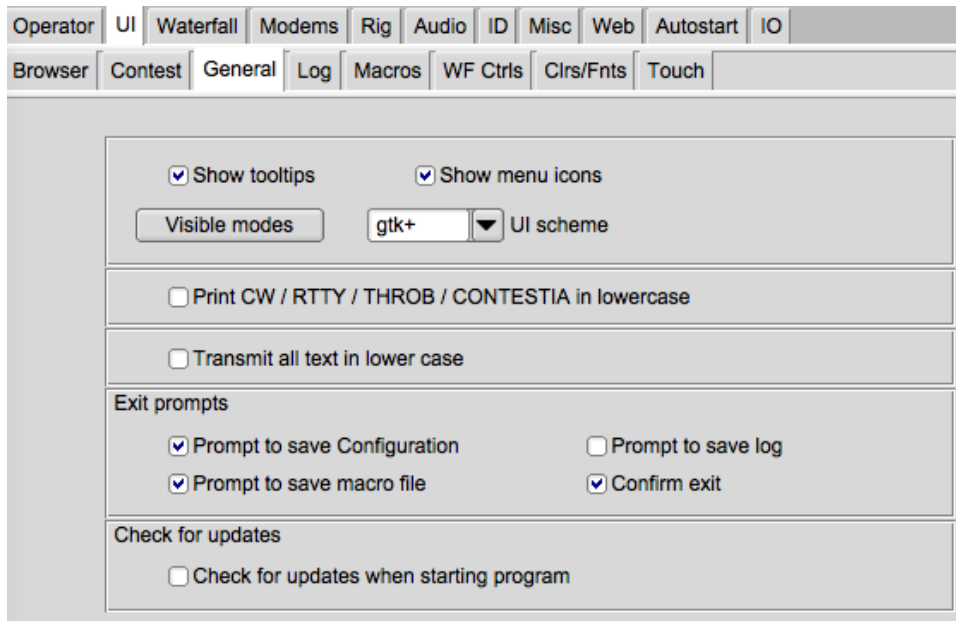 Operator UI Waterfall Modems Rig Audio ID Misc Web Autostart IO
Browser Contest General Log Macros WF Ctrls Clrs/Fnts Touch
Show tooltips Show menu icons
Visible modes gtk+ UI scheme
Print CW / RTTY / THROB / CONTESTIA in lowercase
Transmit all text in lower case
Exit prompts
Prompt to save Configuration Prompt to save log
Prompt to save macro file Confirm exit
Check for updates
Check for updates when starting program